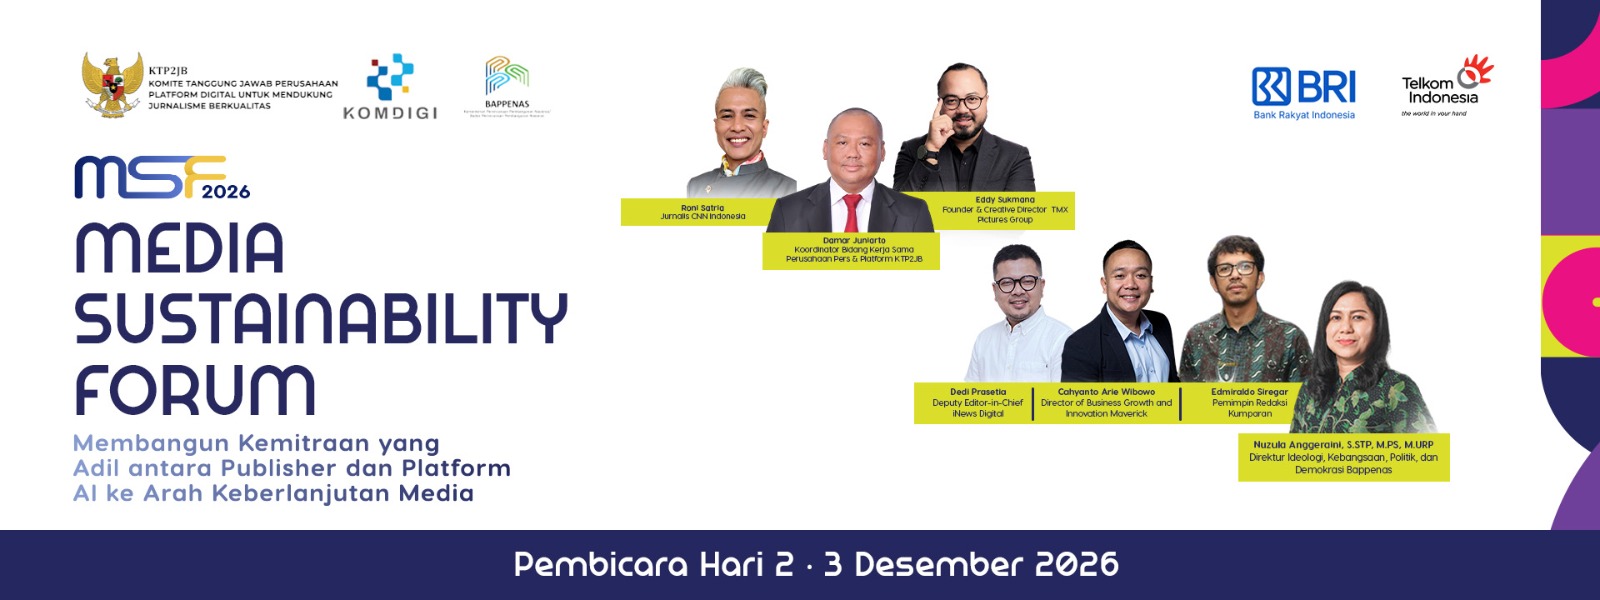 KTP2JB
KOMITE TANGGUNG JAWAB PERUSAHAAN
PLATFORM DIGITAL UNTUK MENDUKUNG
JURNALISME BERKUALITAS
KOMDIGI
BAPPENAS
BRI
Bank Rakyat Indonesia
Telkom
Indonesia
the world in your hand
MSF 2026
MEDIA
SUSTAINABILITY
FORUM
Membangun Kemitraan yang
Adil antara Publisher dan Platform
AI ke Arah Keberlanjutan Media
Roni Satria
Jurnalis CNN Indonesia
Damar Juniarto
Koordinator Bidang Kerja Sama
Perusahaan Pers & Platform KTP2JB
Eddy Sukmana
Founder & Creative Director TMX
Pictures Group
Dedi Prasetia
Deputy Editor-in-Chief
iNews Digital
Cahyanto Arie Wibowo
Director of Business Growth and
Innovation Maverick
Edmiraldo Siregar
Pemimpin Redaksi
Kumparan
Nuzula Anggeraini, S.STP, M.PS, M.URP
Direktur Ideologi, Kebangsaan, Politik, dan
Demokrasi Bappenas
Pembicara Hari 2 · 3 Desember 2026